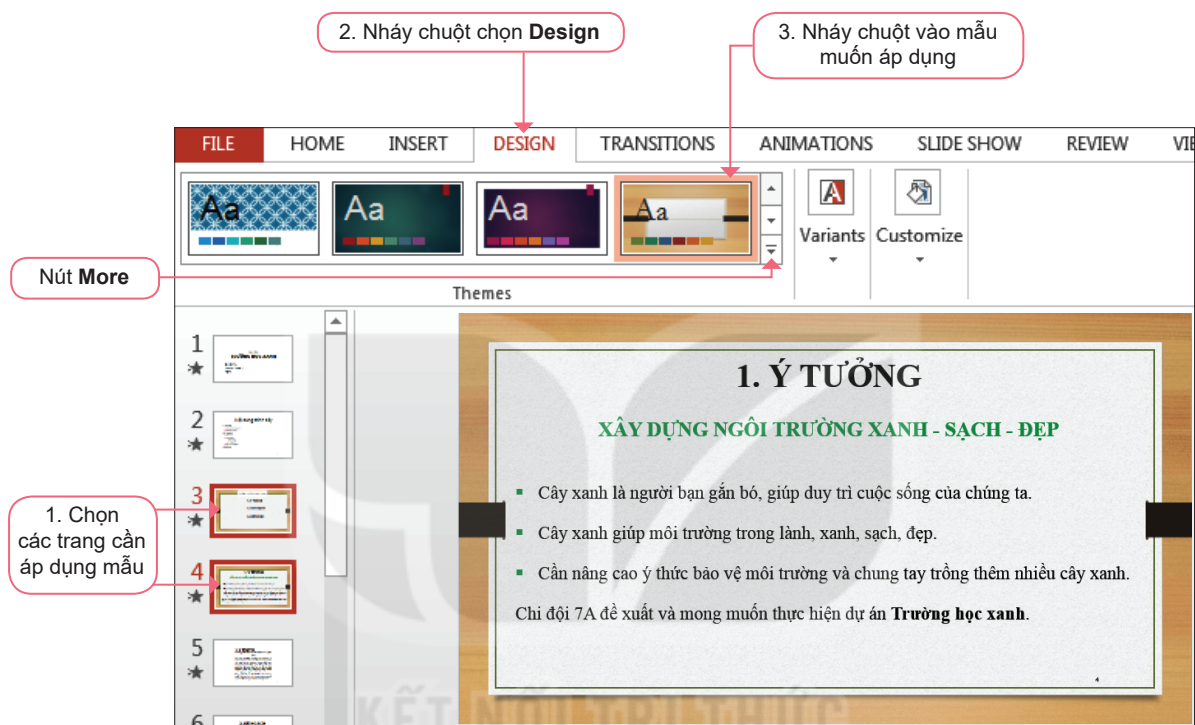 2. Nháy chuột chọn Design
3. Nháy chuột vào mẫu
muốn áp dụng
FILE HOME INSERT DESIGN TRANSITIONS ANIMATIONS SLIDE SHOW REVIEW
Aa Aa Aa Aa
Variants Customize
Nút More
Themes
1
2
3
4
5
6
1. Chọn
các trang cần
áp dụng mẫu
1. Ý TƯỞNG
XÂY DỰNG NGÔI TRƯỜNG XANH - SẠCH - ĐẸP
Cây xanh là người bạn gắn bó, giúp duy trì cuộc sống của chúng ta.
Cây xanh giúp môi trường trong lành, xanh, sạch, đẹp.
Cần nâng cao ý thức bảo vệ môi trường và chung tay trồng thêm nhiều cây xanh.
Chi đội 7A đề xuất và mong muốn thực hiện dự án Trường học xanh.
4
KẾT NỐI TRI THỨC